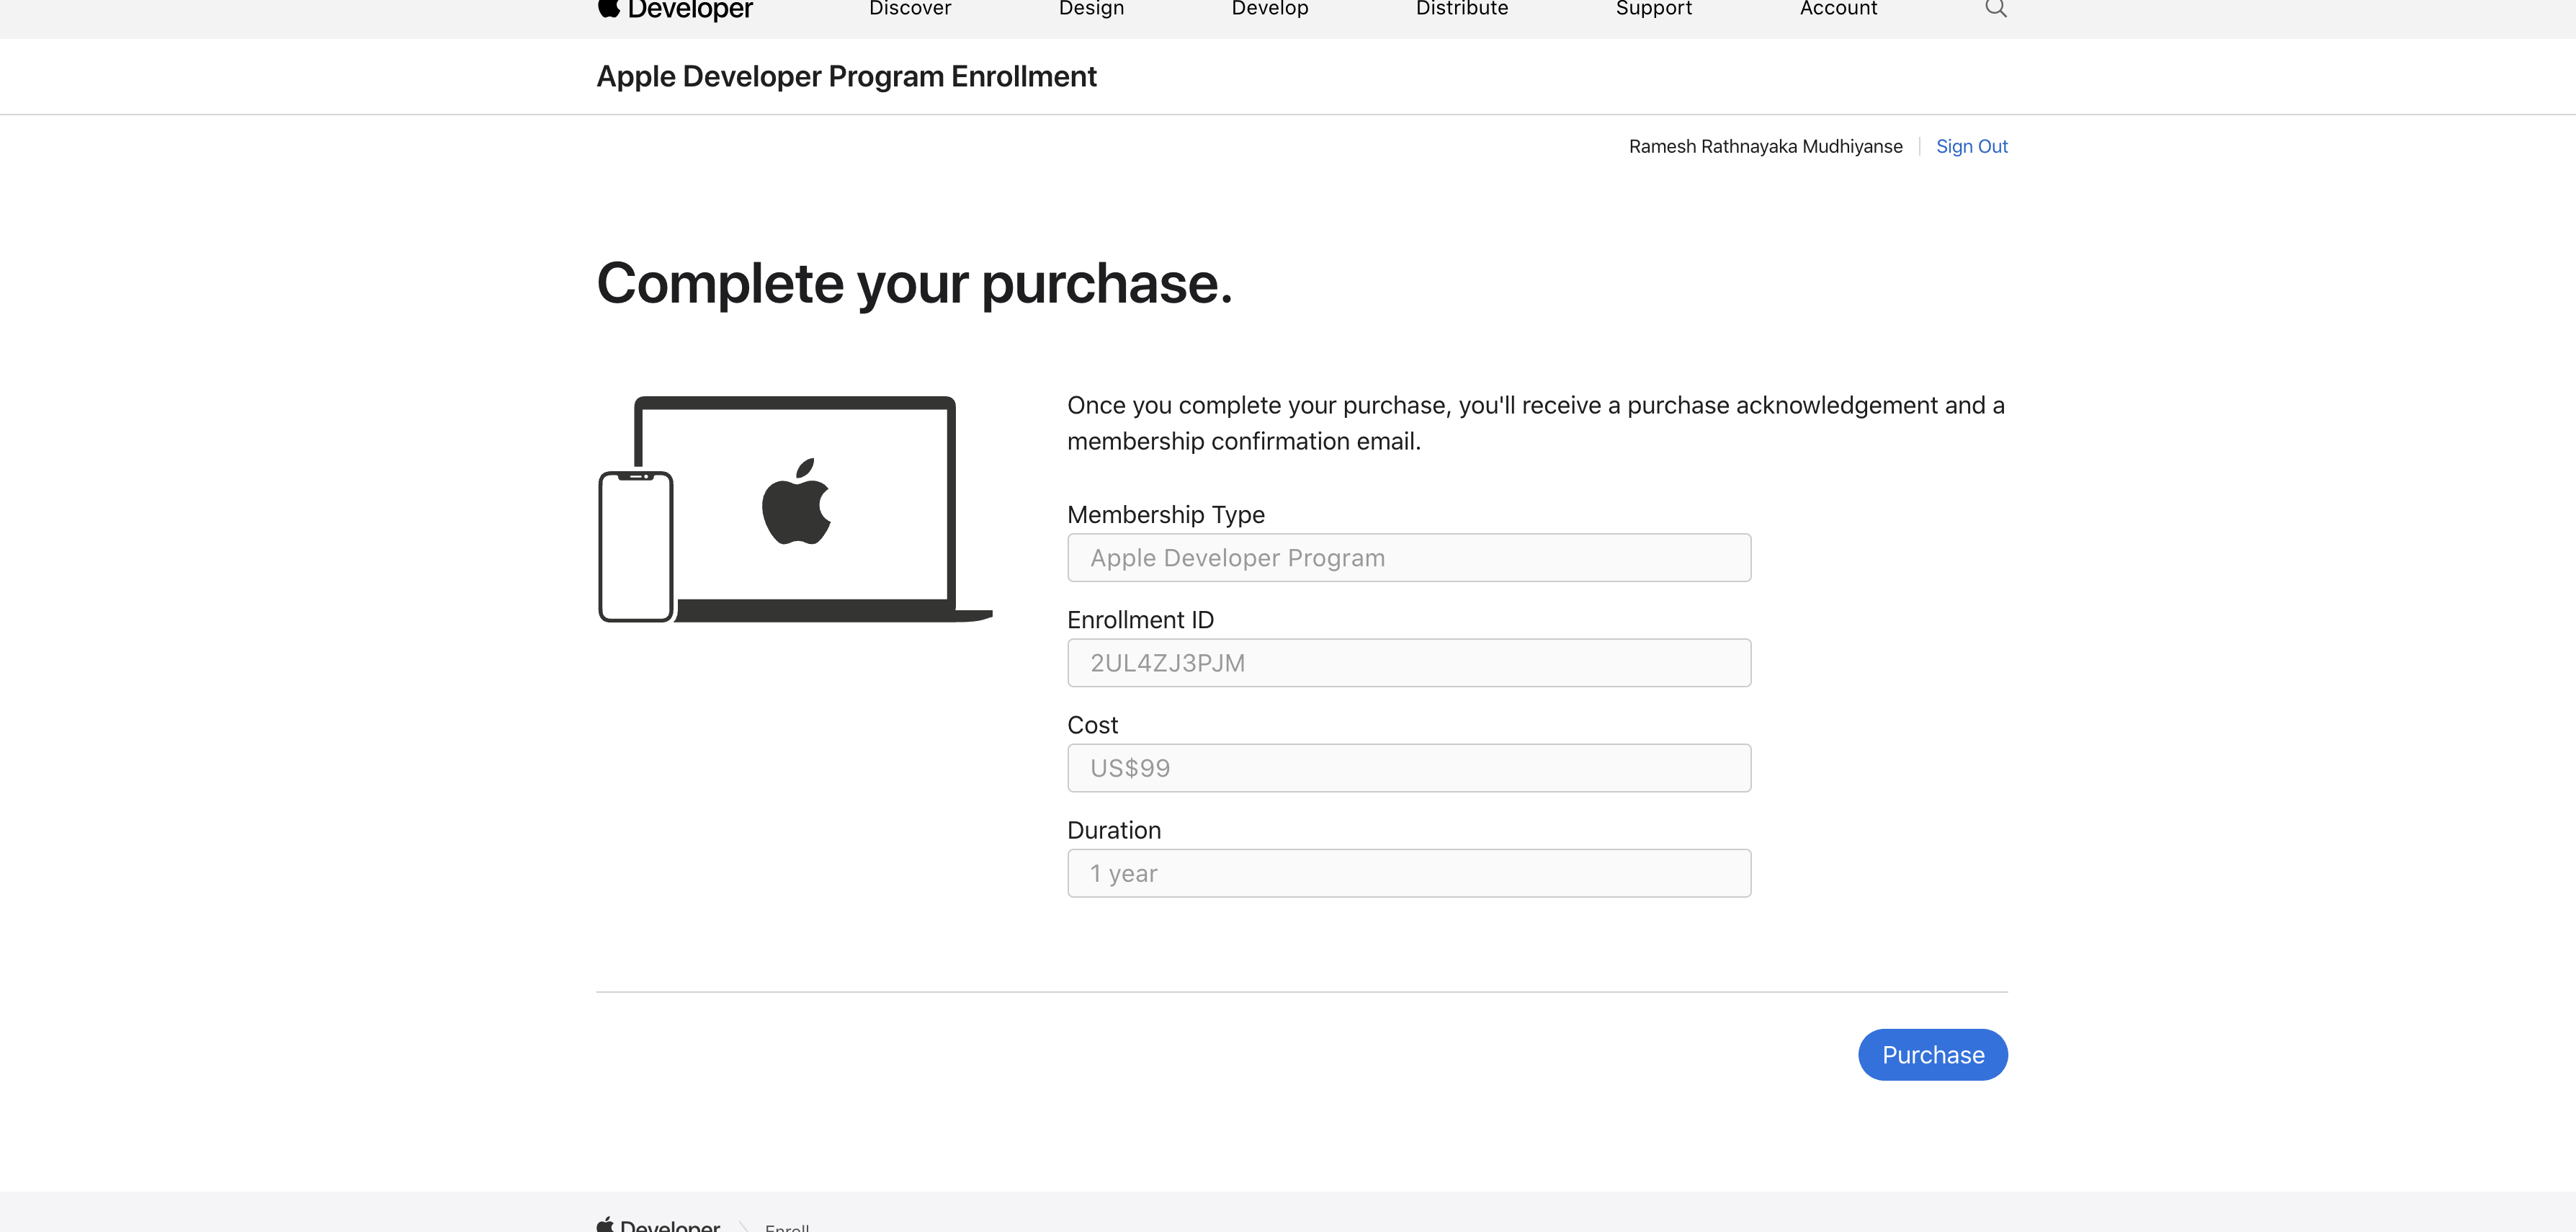 Developer Discover Design Develop Distribute Support Account
Apple Developer Program Enrollment
Ramesh Rathnayaka Mudhiyanse Sign Out
Complete your purchase.
Once you complete your purchase, you'll receive a purchase acknowledgement and a
membership confirmation email.
Membership Type
Apple Developer Program
Enrollment ID
2UL4ZJ3PJM
Cost
US$99
Duration
1 year
Purchase
Developer Enroll